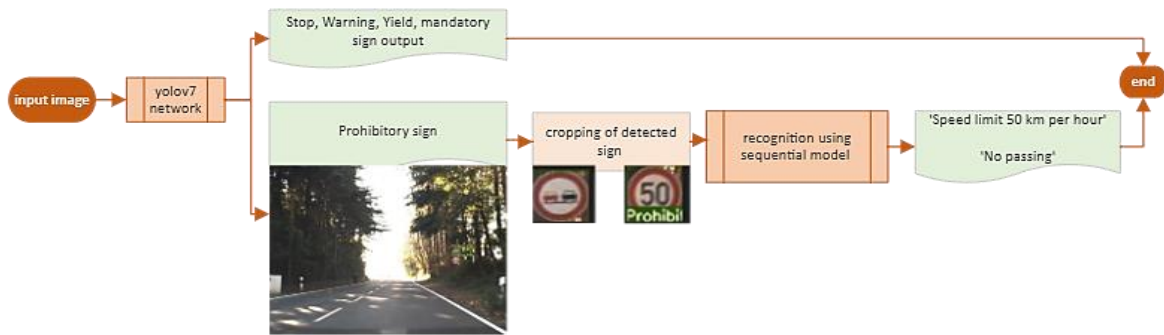 Stop, Warning, Yield, mandatory
sign output
input image
yolov7
network
end
Prohibitory sign
cropping of detected
sign
recognition using
sequential model
'Speed limit 50 km per hour'
'No passing'
50
Prohibit